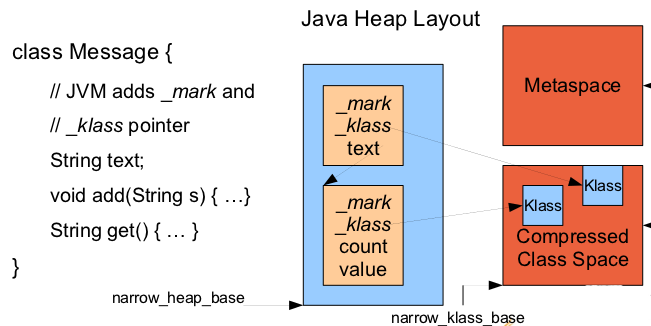 Java Heap Layout
class Message {
// JVM adds _mark and
// _klass pointer
String text;
void add(String s) { …}
String get() { … }
}
_mark
_klass
text
_mark
_klass
count
value
Metaspace
Klass
Klass
Compressed
Class Space
narrow_heap_base
narrow_klass_base